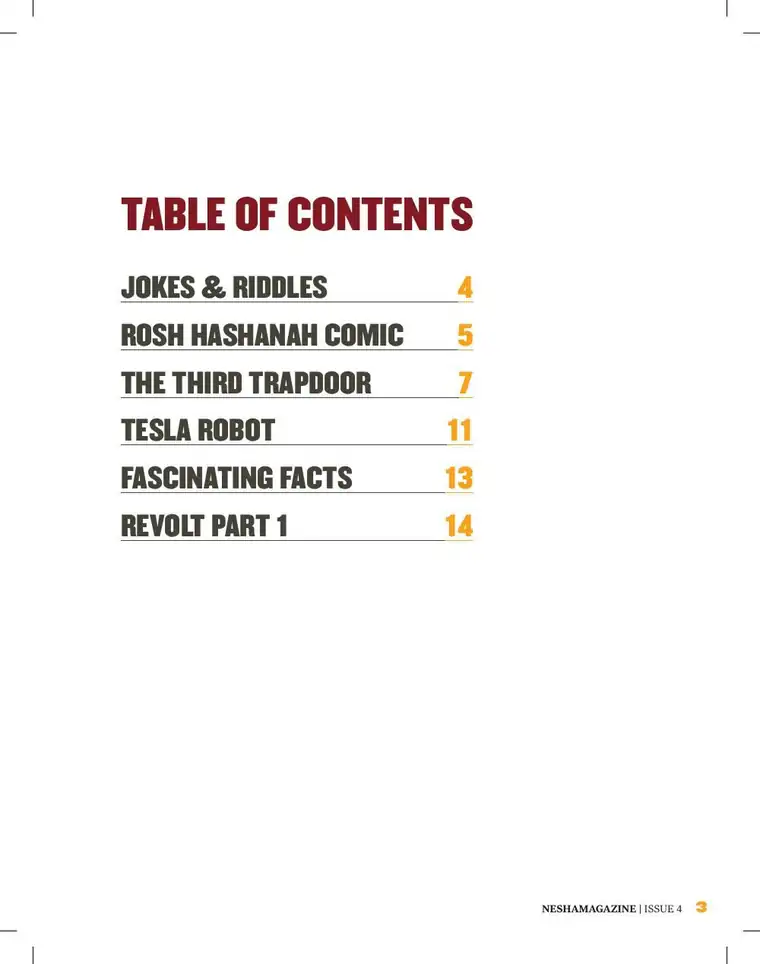 TABLE OF CONTENTS
JOKES & RIDDLES 4
ROSH HASHANAH COMIC 5
THE THIRD TRAPDOOR 7
TESLA ROBOT 11
FASCINATING FACTS 13
REVOLT PART 1 14
NESHAMAGAZINE | ISSUE 4 3